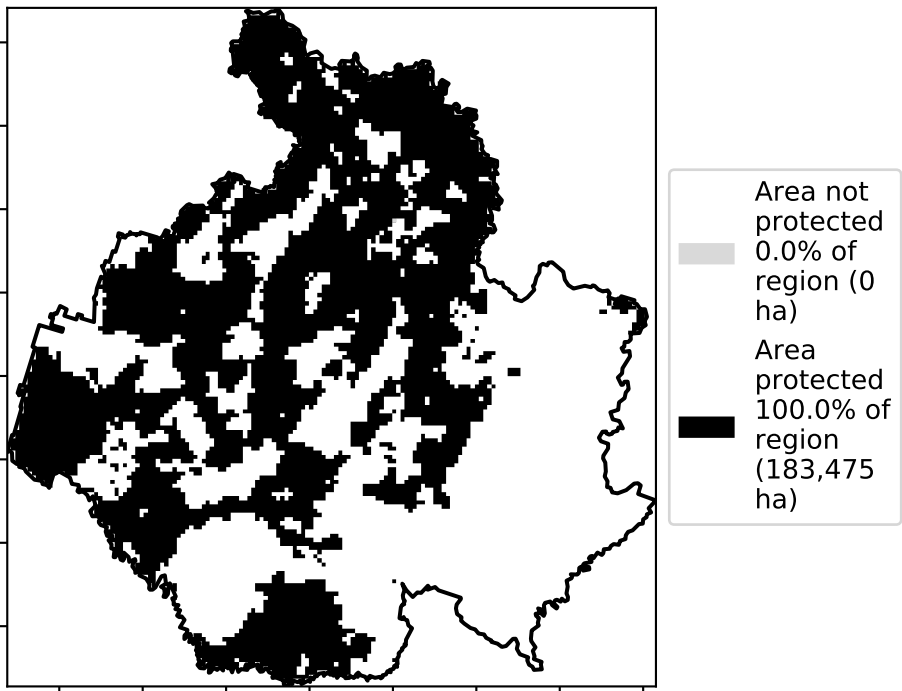 Area not
protected
0.0% of
region (0
ha)
Area
protected
100.0% of
region
(183,475
ha)